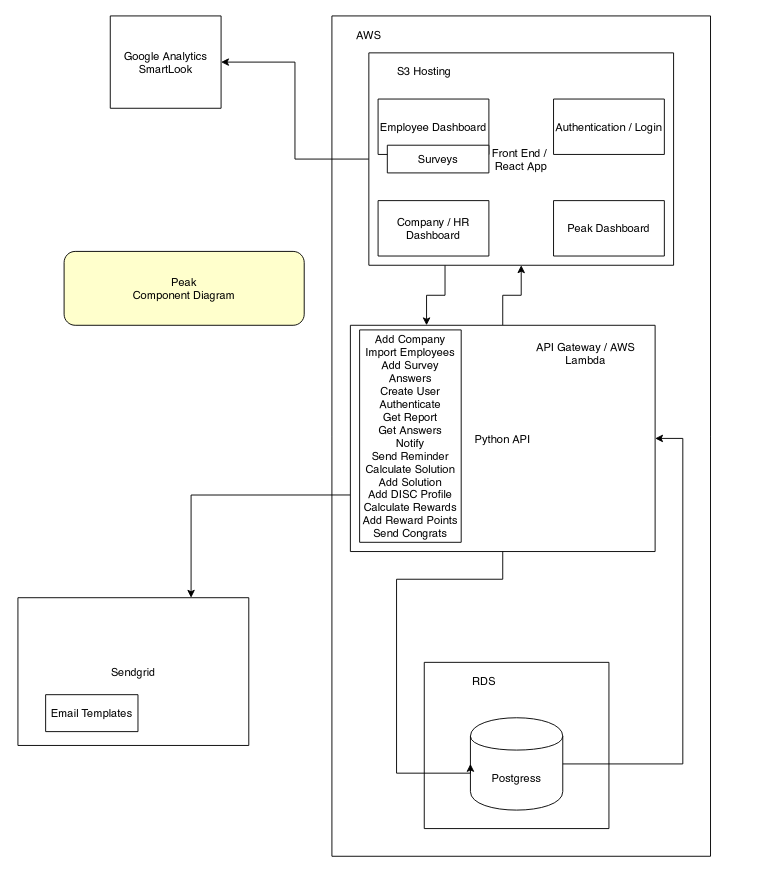 Google Analytics
SmartLook
AWS
S3 Hosting
Employee Dashboard
Authentication / Login
Surveys
Front End /
React App
Company / HR
Dashboard
Peak Dashboard
Peak
Component Diagram
Add Company
Import Employees
Add Survey
Answers
Create User
Authenticate
Get Report
Get Answers
Notify
Send Reminder
Calculate Solution
Add Solution
Add DISC Profile
Calculate Rewards
Add Reward Points
Send Congrats
API Gateway / AWS
Lambda
Python API
Sendgrid
Email Templates
RDS
Postgress